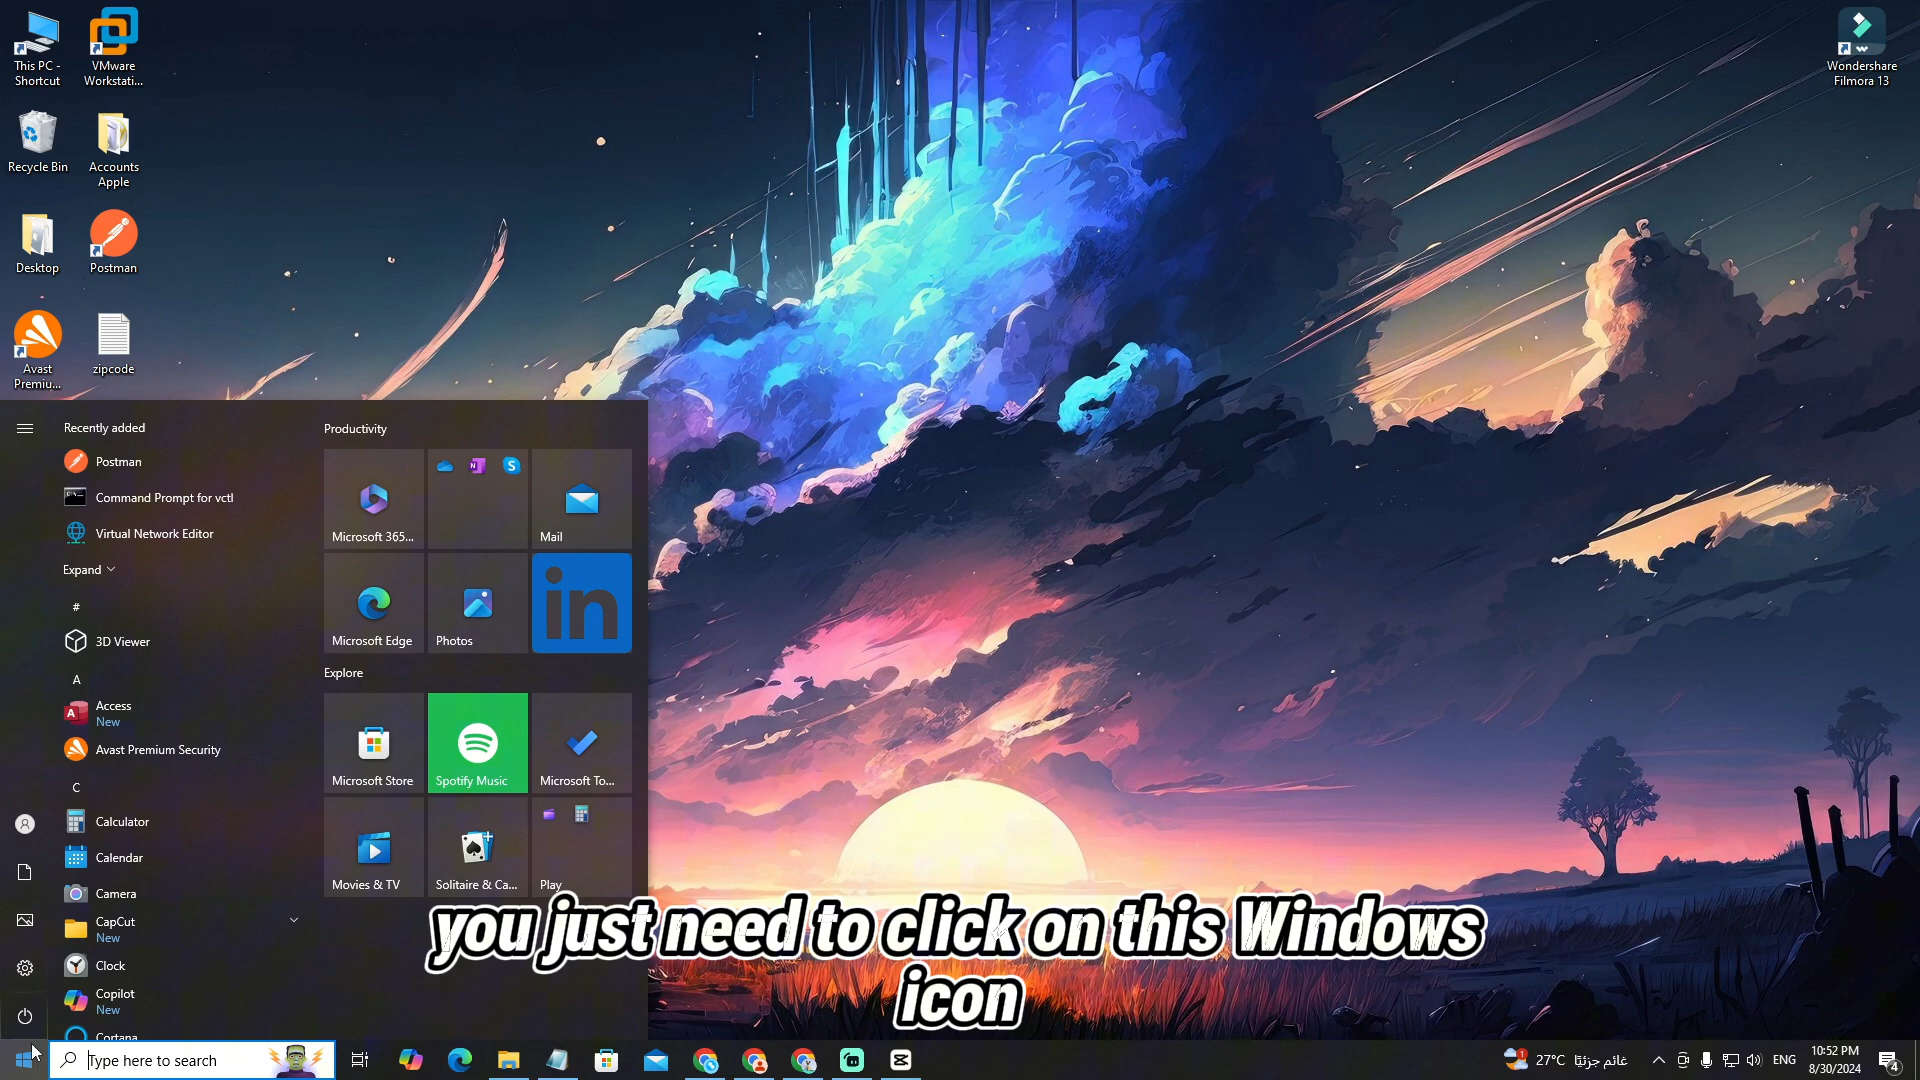 This PC -
Shortcut
VMware
Workstati...
Wondershare
Filmora 13
Recycle Bin
Accounts
Apple
Desktop
Postman
Avast
Premiu...
zipcode
Recently added
Postman
Command Prompt for vctl
Virtual Network Editor
Expand
#
3D Viewer
A
Access
New
Avast Premium Security
C
Calculator
Calendar
Camera
CapCut
New
Clock
Copilot
New
Cortana
Productivity
Microsoft 365...
Mail
Microsoft Edge
Photos
in
Explore
Microsoft Store
Spotify Music
Microsoft To...
Movies & TV
Solitaire & Ca...
Play
you just need to click on this Windows
icon
Type here to search
27°C غائم جزئيًا
ENG
10:52 PM
8/30/2024
4